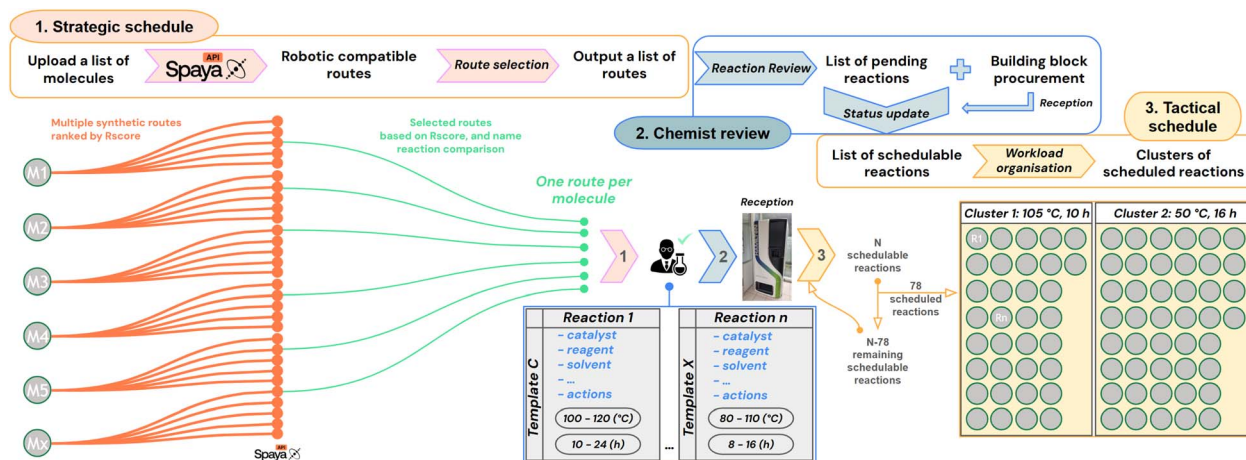 1. Strategic schedule
Upload a list of
molecules
API
Spaya
Robotic compatible
routes
Route selection
Output a list of
routes
Reaction Review
List of pending
reactions
Building block
procurement
Reception
Status update
2. Chemist review
3. Tactical
schedule
List of schedulable
reactions
Workload
organisation
Clusters of
scheduled reactions
Multiple synthetic routes
ranked by Rscore
Selected routes
based on Rscore, and name
reaction comparison
M1
M2
M3
M4
M5
Mx
API
Spaya
One route per
molecule
1
2
Reception
3
N
schedulable
reactions
78
scheduled
reactions
N-78
remaining
schedulable
reactions
Template C
Reaction 1
- catalyst
- reagent
- solvent
- ...
- actions
100 - 120 (°C)
10 - 24 (h)
...
Template X
Reaction n
- catalyst
- reagent
- solvent
- ...
- actions
80 - 110 (°C)
8 - 16 (h)
Cluster 1: 105 °C, 10 h
R1
Rn
Cluster 2: 50 °C, 16 h